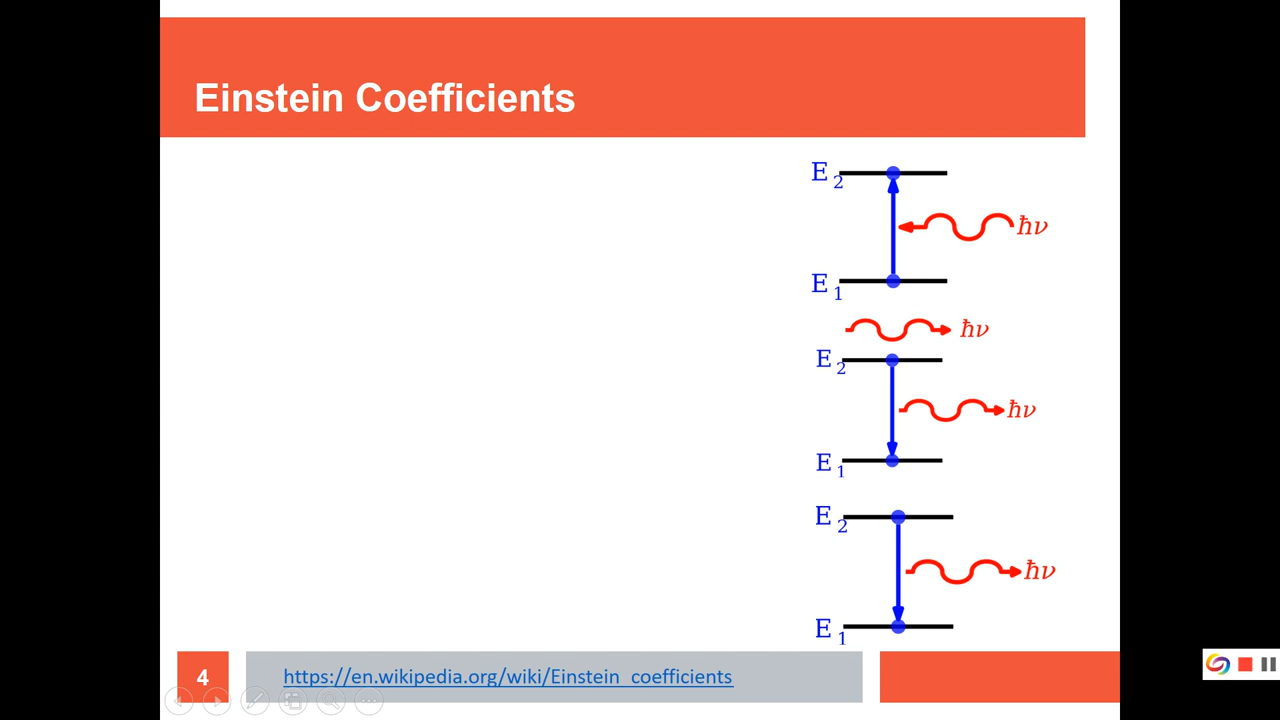 Einstein Coefficients
E 2
ħν
E 1
ħν
E 2
ħν
E 1
E 2
ħν
E 1
4
https://en.wikipedia.org/wiki/Einstein_coefficients